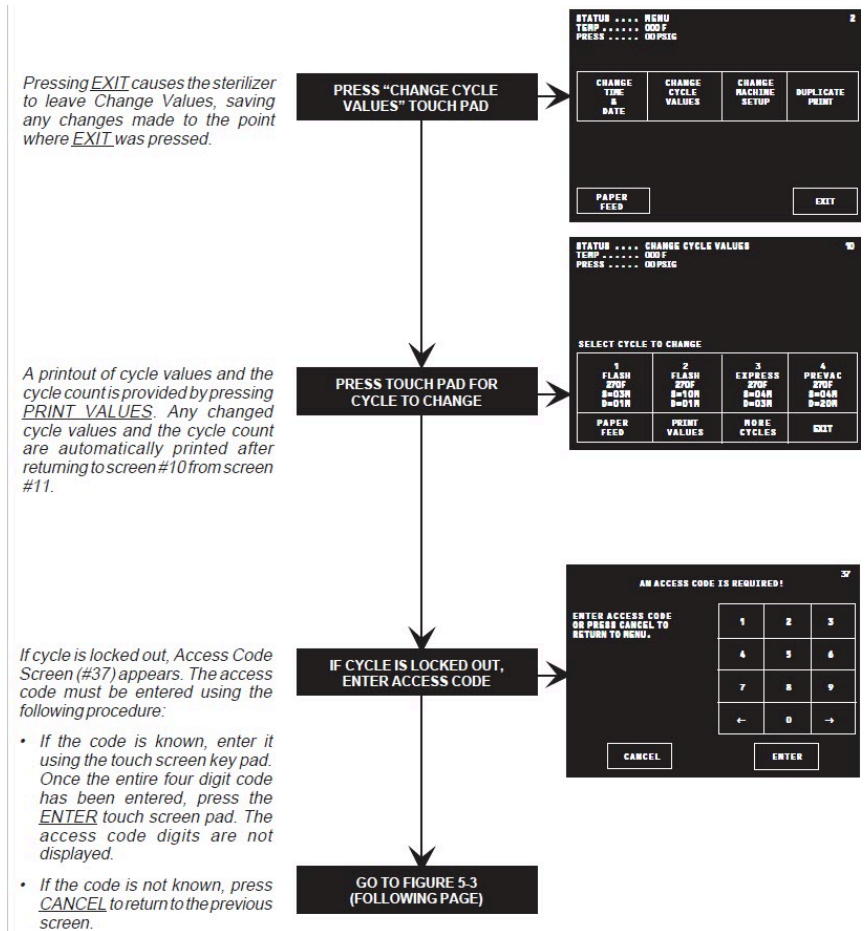 Pressing EXIT causes the sterilizer
to leave Change Values, saving
any changes made to the point
where EXIT was pressed.
PRESS “CHANGE CYCLE
VALUES” TOUCH PAD
STATUS .... MENU
2
TEMP ...... 000 F
PRESS ..... 00 PSIG
CHANGE
TIME
&
DATE
CHANGE
CYCLE
VALUES
CHANGE
MACHINE
SETUP
DUPLICATE
PRINT
PAPER
FEED
EXIT
A printout of cycle values and the
cycle count is provided by pressing
PRINT VALUES. Any changed
cycle values and the cycle count
are automatically printed after
returning to screen #10 from screen
#11.
PRESS TOUCH PAD FOR
CYCLE TO CHANGE
STATUS .... CHANGE CYCLE VALUES
10
TEMP ...... 000 F
PRESS ..... 00 PSIG
SELECT CYCLE TO CHANGE
1
FLASH
270F
S=03M
D=01M
2
FLASH
270F
S=10M
D=01M
3
EXPRESS
270F
S=04M
D=03M
4
PREVAC
270F
S=04M
D=20M
PAPER
FEED
PRINT
VALUES
MORE
CYCLES
EXIT
If cycle is locked out, Access Code
Screen (#37) appears. The access
code must be entered using the
following procedure:
• If the code is known, enter it
using the touch screen key pad.
Once the entire four digit code
has been entered, press the
ENTER touch screen pad. The
access code digits are not
displayed.
• If the code is not known, press
CANCEL to return to the previous
screen.
IF CYCLE IS LOCKED OUT,
ENTER ACCESS CODE
37
AN ACCESS CODE IS REQUIRED!
ENTER ACCESS CODE
OR PRESS CANCEL TO
RETURN TO MENU.
1 2 3
4 5 6
7 8 9
← 0 →
CANCEL
ENTER
GO TO FIGURE 5-3
(FOLLOWING PAGE)